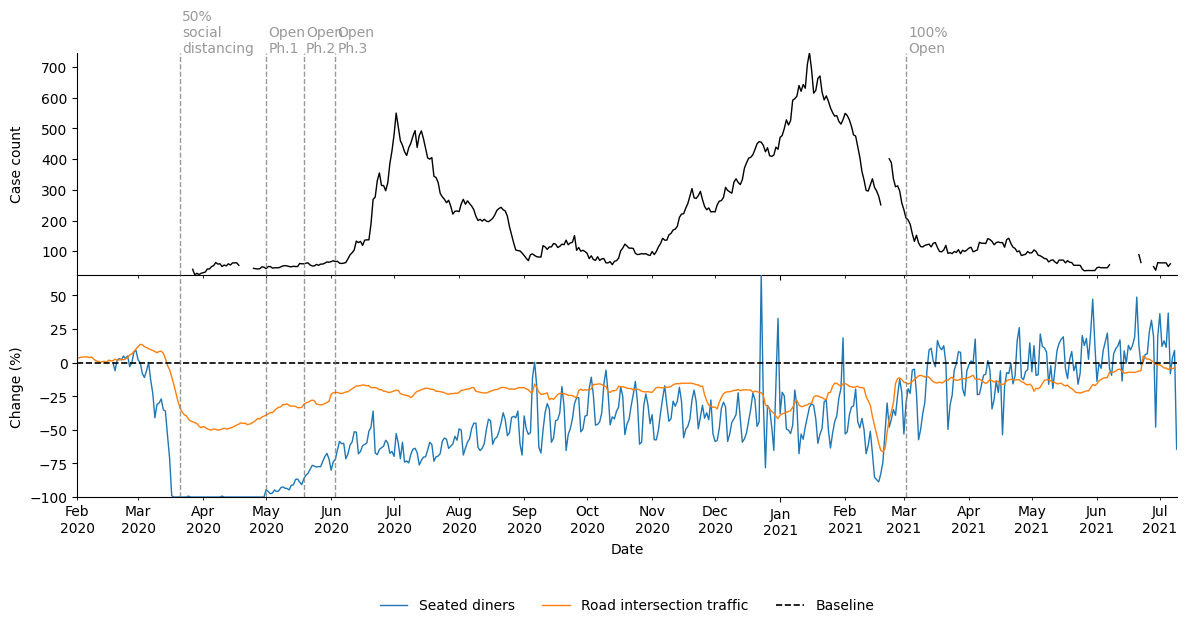 50%
social
distancing
Open
Ph.1
Open
Ph.2
Open
Ph.3
100%
Open
Case count
700
600
500
400
300
200
100
Change (%)
50
25
0
−25
−50
−75
−100
Feb
2020
Mar
2020
Apr
2020
May
2020
Jun
2020
Jul
2020
Aug
2020
Sep
2020
Oct
2020
Nov
2020
Dec
2020
Jan
2021
Feb
2021
Mar
2021
Apr
2021
May
2021
Jun
2021
Jul
2021
Date
Seated diners
Road intersection traffic
Baseline